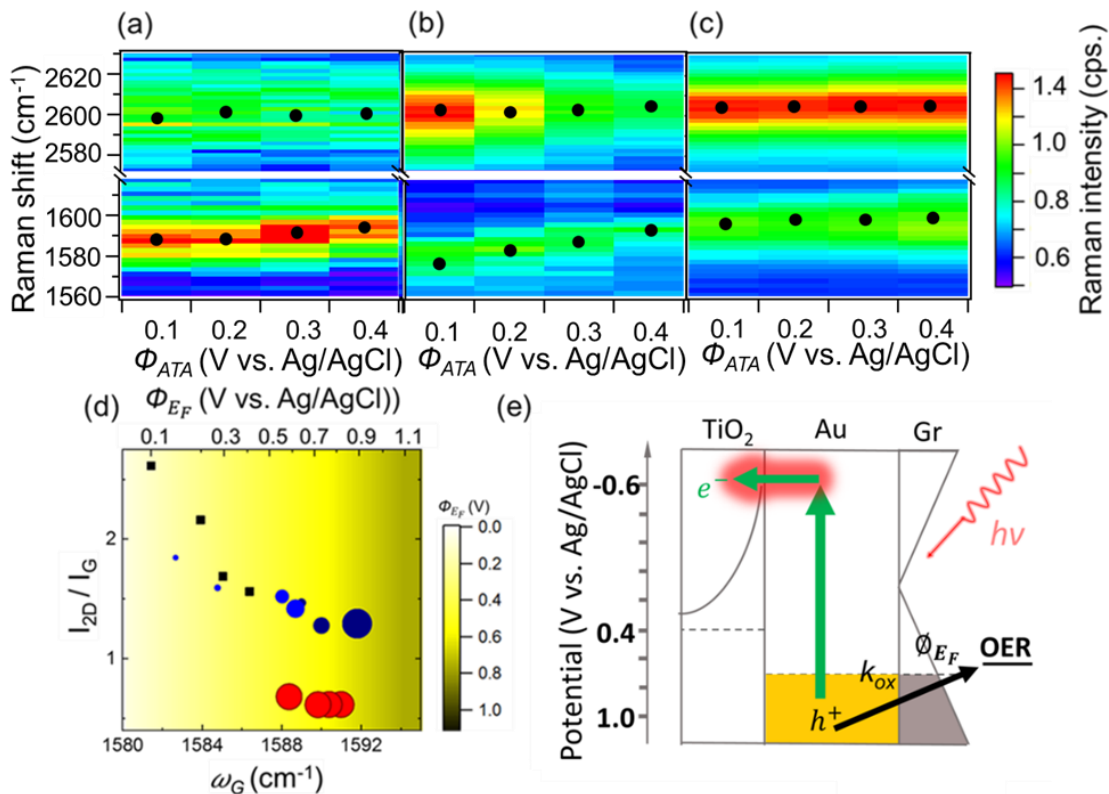 (a)
(b)
(c)
Raman shift (cm⁻¹)
2620
2600
2580
1600
1580
1560
0.1 0.2 0.3 0.4
0.1 0.2 0.3 0.4
0.1 0.2 0.3 0.4
Φ_ATA (V vs. Ag/AgCl)
Φ_ATA (V vs. Ag/AgCl)
Φ_ATA (V vs. Ag/AgCl)
1.4
1.2
1.0
0.8
0.6
Raman intensity (cps.)
(d)
Φ_E_F (V vs. Ag/AgCl))
0.1 0.3 0.5 0.7 0.9 1.1
I_2D / I_G
2
1
1580 1584 1588 1592
ω_G (cm⁻¹)
Φ_E_F (V)
0.0
0.2
0.4
0.6
0.8
1.0
(e)
TiO₂ Au Gr
Potential (V vs. Ag/AgCl)
-0.6
0.4
1.0
e⁻
hν
Ø_E_F
OER
k_ox
h⁺